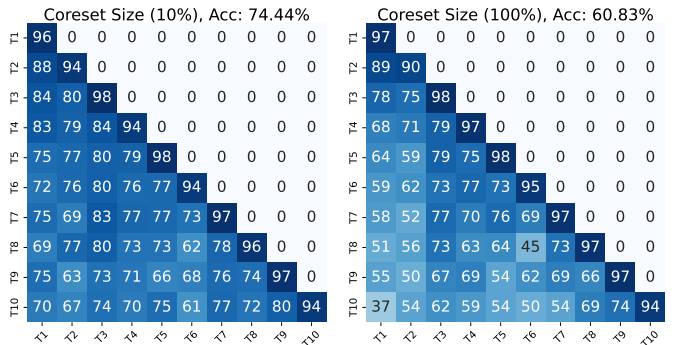 Coreset Size (10%), Acc: 74.44%
T1 96 0 0 0 0 0 0 0 0 0
T2 88 94 0 0 0 0 0 0 0 0
T3 84 80 98 0 0 0 0 0 0 0
T4 83 79 84 94 0 0 0 0 0 0
T5 75 77 80 79 98 0 0 0 0 0
T6 72 76 80 76 77 94 0 0 0 0
T7 75 69 83 77 77 73 97 0 0 0
T8 69 77 80 73 73 62 78 96 0 0
T9 75 63 73 71 66 68 76 74 97 0
T10 70 67 74 70 75 61 77 72 80 94
T1 T2 T3 T4 T5 T6 T7 T8 T9 T10
Coreset Size (100%), Acc: 60.83%
T1 97 0 0 0 0 0 0 0 0 0
T2 89 90 0 0 0 0 0 0 0 0
T3 78 75 98 0 0 0 0 0 0 0
T4 68 71 79 97 0 0 0 0 0 0
T5 64 59 79 75 98 0 0 0 0 0
T6 59 62 73 77 73 95 0 0 0 0
T7 58 52 77 70 76 69 97 0 0 0
T8 51 56 73 63 64 45 73 97 0 0
T9 55 50 67 69 54 62 69 66 97 0
T10 37 54 62 59 54 50 54 69 74 94
T1 T2 T3 T4 T5 T6 T7 T8 T9 T10